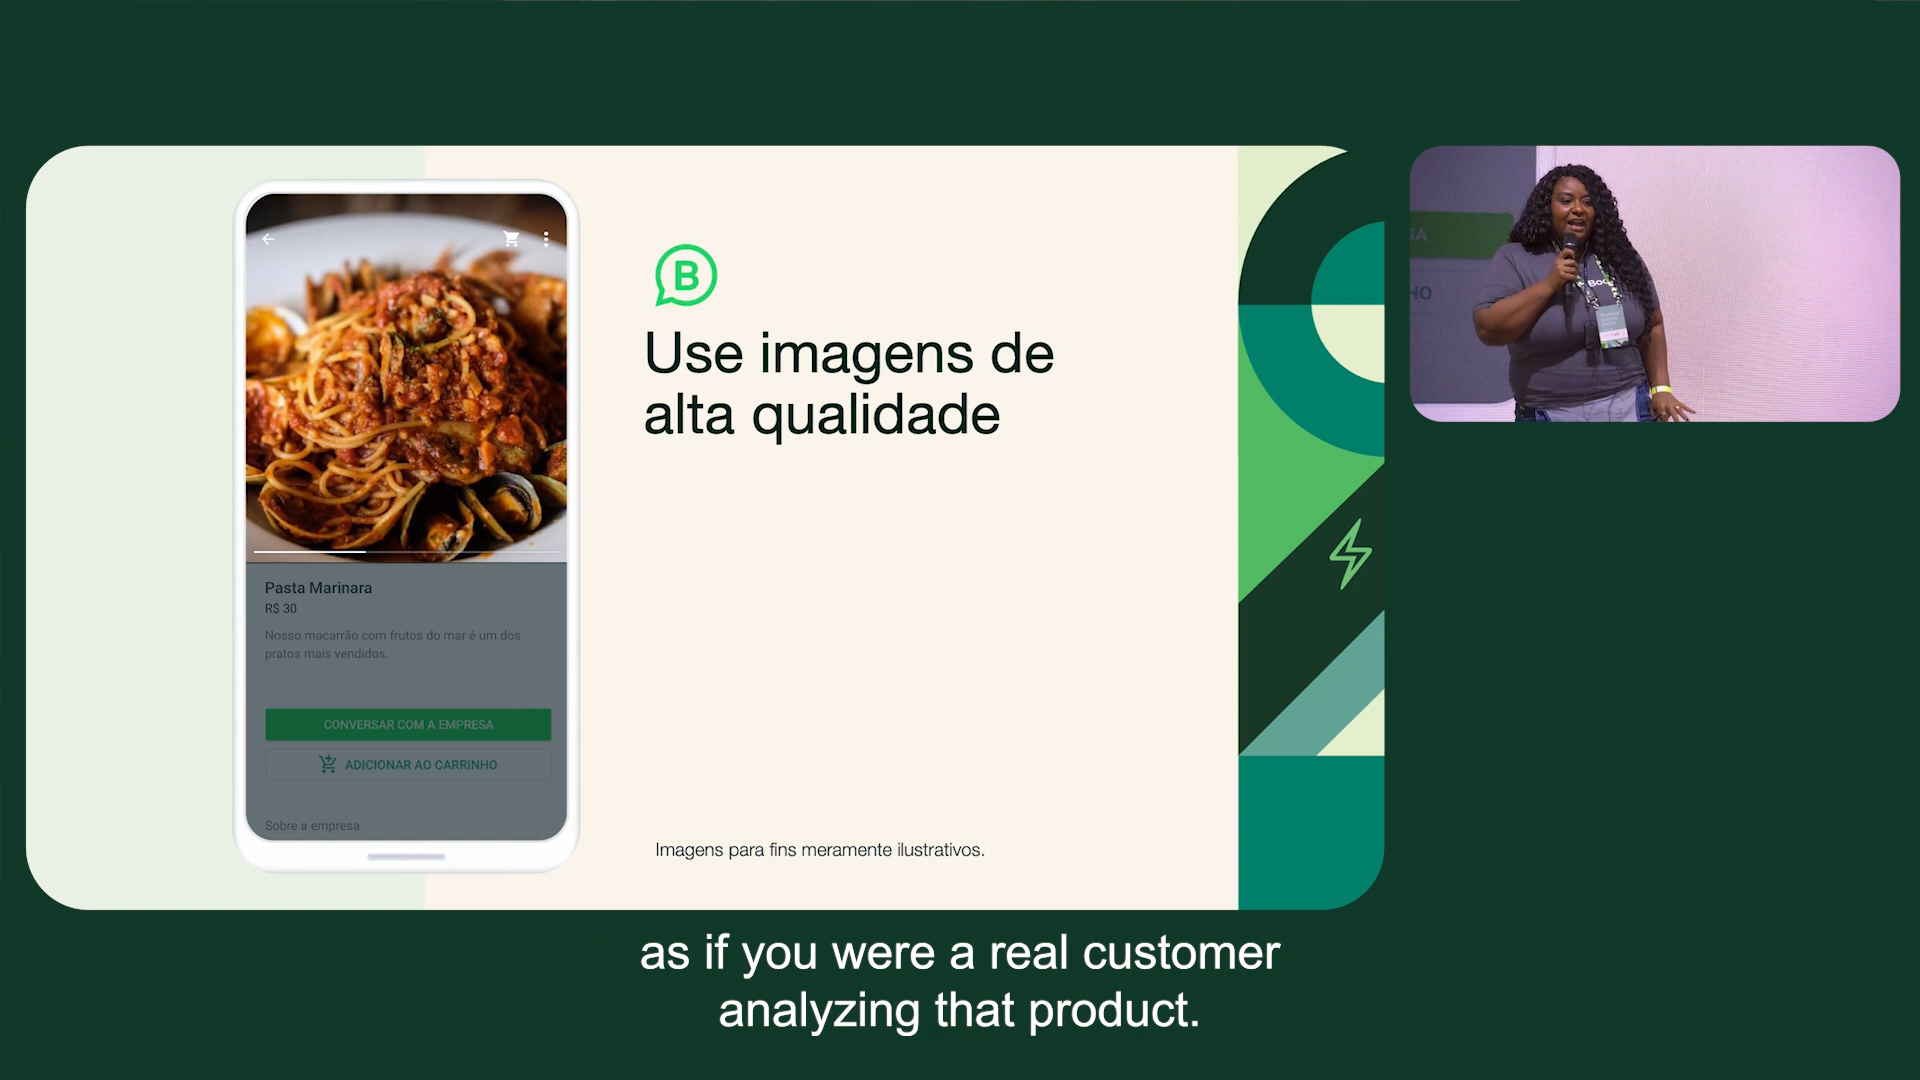 B
Use imagens de
alta qualidade
Pasta Marinara
R$ 30
Nosso macarrão com frutos do mar é um dos
pratos mais vendidos.
CONVERSAR COM A EMPRESA
ADICIONAR AO CARRINHO
Sobre a empresa
Imagens para fins meramente ilustrativos.
SA
HO
as if you were a real customer
analyzing that product.